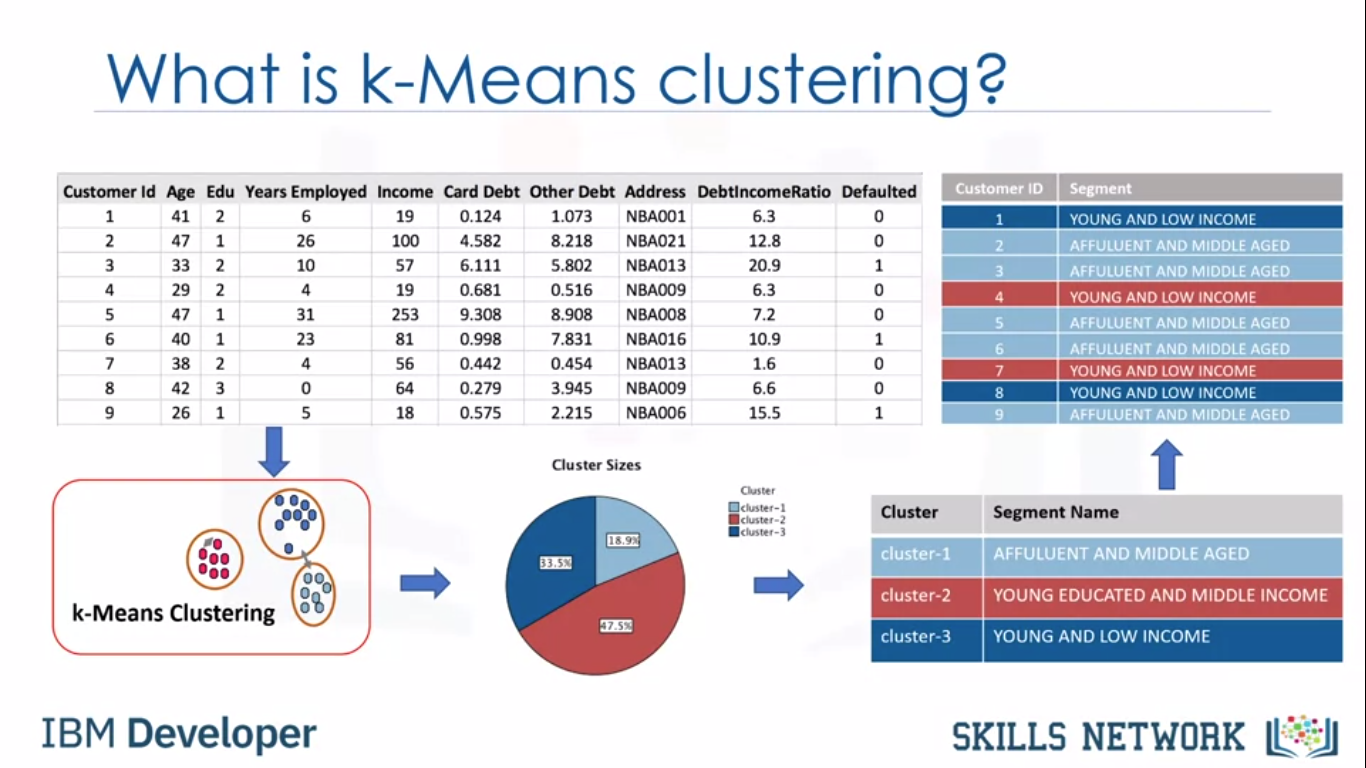 What is k-Means clustering?
Customer Id Age Edu Years Employed Income Card Debt Other Debt Address DebtIncomeRatio Defaulted
1 41 2 6 19 0.124 1.073 NBA001 6.3 0
2 47 1 26 100 4.582 8.218 NBA021 12.8 0
3 33 2 10 57 6.111 5.802 NBA013 20.9 1
4 29 2 4 19 0.681 0.516 NBA009 6.3 0
5 47 1 31 253 9.308 8.908 NBA008 7.2 0
6 40 1 23 81 0.998 7.831 NBA016 10.9 1
7 38 2 4 56 0.442 0.454 NBA013 1.6 0
8 42 3 0 64 0.279 3.945 NBA009 6.6 0
9 26 1 5 18 0.575 2.215 NBA006 15.5 1
Customer ID Segment
1 YOUNG AND LOW INCOME
2 AFFULUENT AND MIDDLE AGED
3 AFFULUENT AND MIDDLE AGED
4 YOUNG AND LOW INCOME
5 AFFULUENT AND MIDDLE AGED
6 AFFULUENT AND MIDDLE AGED
7 YOUNG AND LOW INCOME
8 YOUNG AND LOW INCOME
9 AFFULUENT AND MIDDLE AGED
k-Means Clustering
Cluster Sizes
18.9%
33.5%
47.5%
Cluster
cluster-1
cluster-2
cluster-3
Cluster Segment Name
cluster-1 AFFULUENT AND MIDDLE AGED
cluster-2 YOUNG EDUCATED AND MIDDLE INCOME
cluster-3 YOUNG AND LOW INCOME
IBM Developer
SKILLS NETWORK